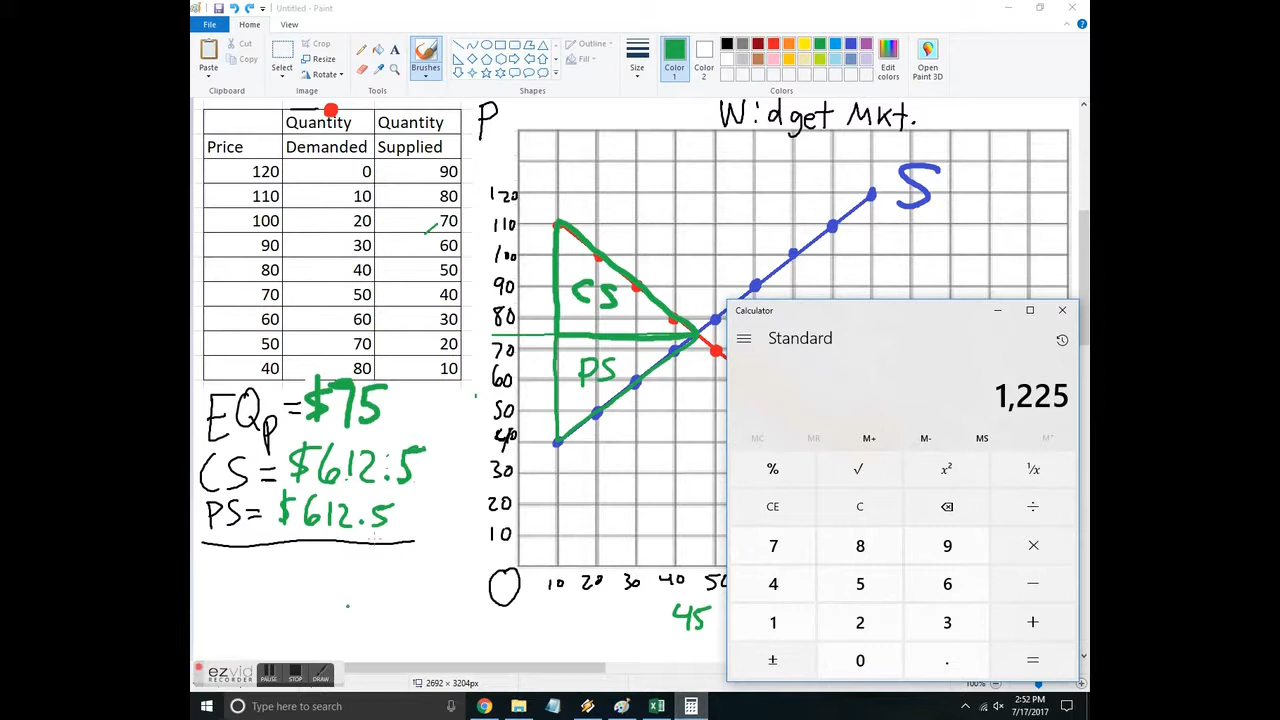 Untitled - Paint
File Home View
Paste Cut Copy Clipboard
Select Crop Resize Rotate Image
Tools
Brushes
Shapes Outline Fill
Size
Color 1 Color 2 Colors
Edit colors
Open Paint 3D
Price Quantity Demanded Quantity Supplied
120 0 90
110 10 80
100 20 70
90 30 60
80 40 50
70 50 40
60 60 30
50 70 20
40 80 10
EQp = $75
CS = $612.5
PS = $612.5
P
Widget Mkt.
S
120
110
100
90
80
70
60
50
40
30
20
10
O 10 20 30 40 50
45
CS
PS
Calculator
Standard
1,225
MC MR M+ M- MS M˅
% √ x² ¹/x
CE C ÷
7 8 9 ×
4 5 6 −
1 2 3 +
± 0 . =
ezvid
RECORDER
PAUSE STOP DRAW
2692 × 3204px
100%
Type here to search
2:52 PM
7/17/2017